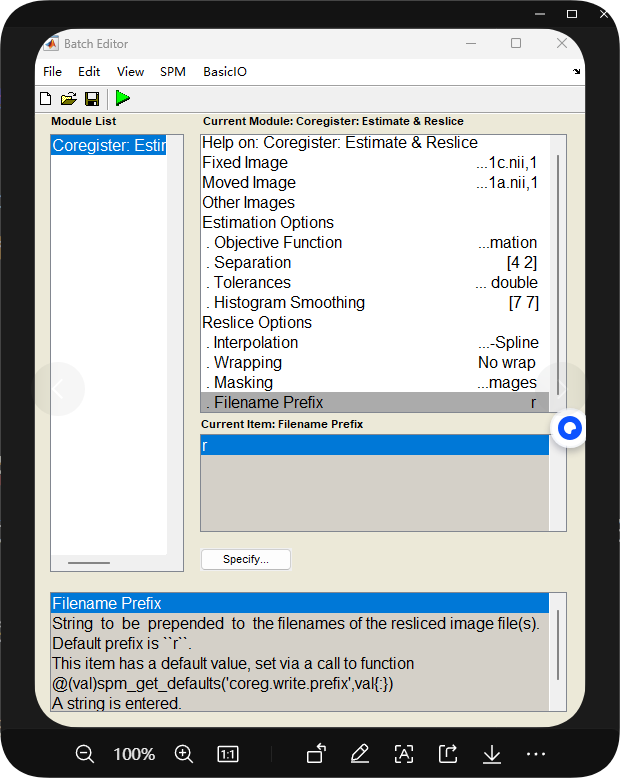 Batch Editor
File Edit View SPM BasicIO
Module List
Current Module: Coregister: Estimate & Reslice
Coregister: Estir
Help on: Coregister: Estimate & Reslice
Fixed Image ...1c.nii,1
Moved Image ...1a.nii,1
Other Images
Estimation Options
. Objective Function ...mation
. Separation [4 2]
. Tolerances ... double
. Histogram Smoothing [7 7]
Reslice Options
. Interpolation ...-Spline
. Wrapping No wrap
. Masking ...mages
. Filename Prefix r
Current Item: Filename Prefix
r
Specify...
Filename Prefix
String to be prepended to the filenames of the resliced image file(s).
Default prefix is ``r``.
This item has a default value, set via a call to function
@(val)spm_get_defaults('coreg.write.prefix',val{:})
A string is entered.
100% 1:1